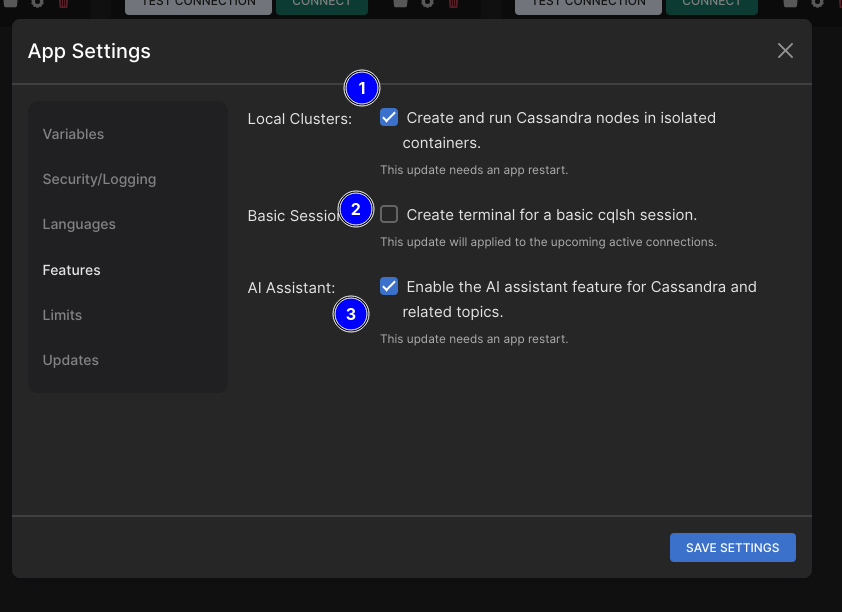 TEST CONNECTION CONNECT TEST CONNECTION CONNECT
App Settings
1
Variables
Security/Logging
Languages
Features
Limits
Updates
Local Clusters:
Create and run Cassandra nodes in isolated
containers.
This update needs an app restart.
Basic
2
Create terminal for a basic cqlsh session.
This update will applied to the upcoming active connections.
AI Assistant:
3
Enable the AI assistant feature for Cassandra and
related topics.
This update needs an app restart.
SAVE SETTINGS